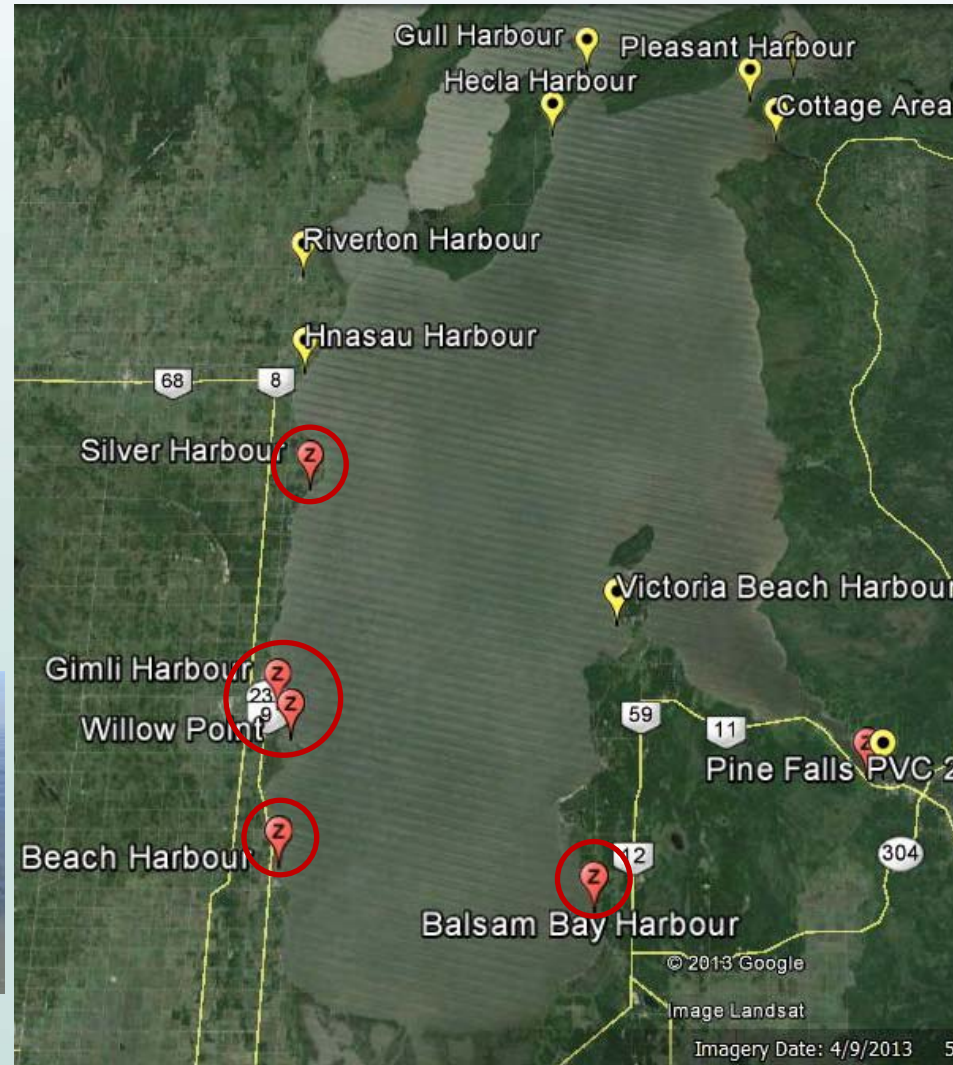 Gull Harbour
Pleasant Harbour
Hecla Harbour
Cottage Area
Riverton Harbour
Hnasau Harbour
68
8
Silver Harbour
Z
Victoria Beach Harbour
Gimli Harbour
Z
23
Z
9
Willow Point
59
11
Z
Pine Falls PVC 2
Z
Beach Harbour
12
304
Z
Balsam Bay Harbour
© 2013 Google
Image Landsat
Imagery Date: 4/9/2013 5